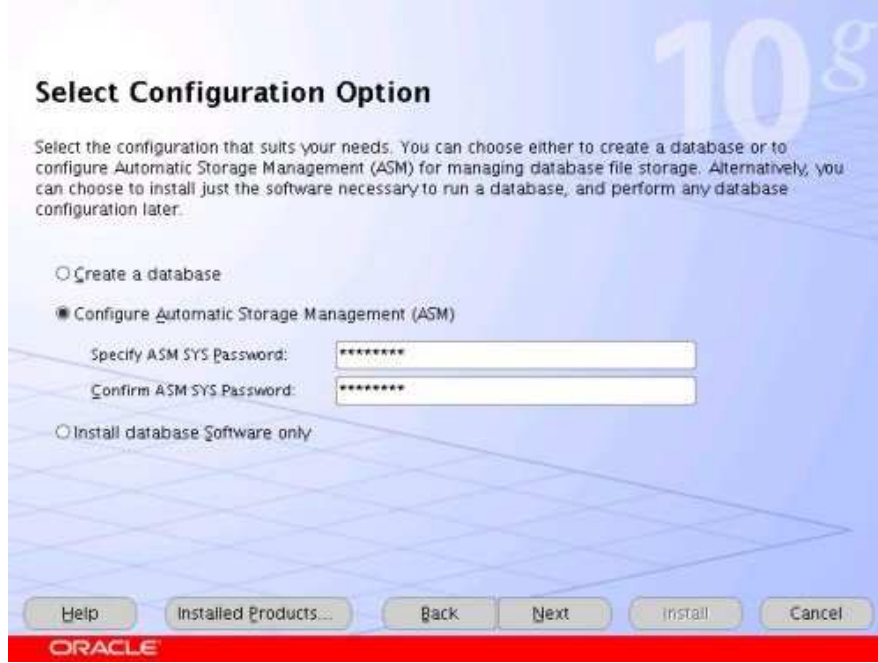 10g
Select Configuration Option
Select the configuration that suits your needs. You can choose either to create a database or to
configure Automatic Storage Management (ASM) for managing database file storage. Alternatively, you
can choose to install just the software necessary to run a database, and perform any database
configuration later.
Create a database
Configure Automatic Storage Management (ASM)
Specify ASM SYS Password: ********
Confirm ASM SYS Password: ********
Install database Software only
Help Installed Products... Back Next Install Cancel
ORACLE